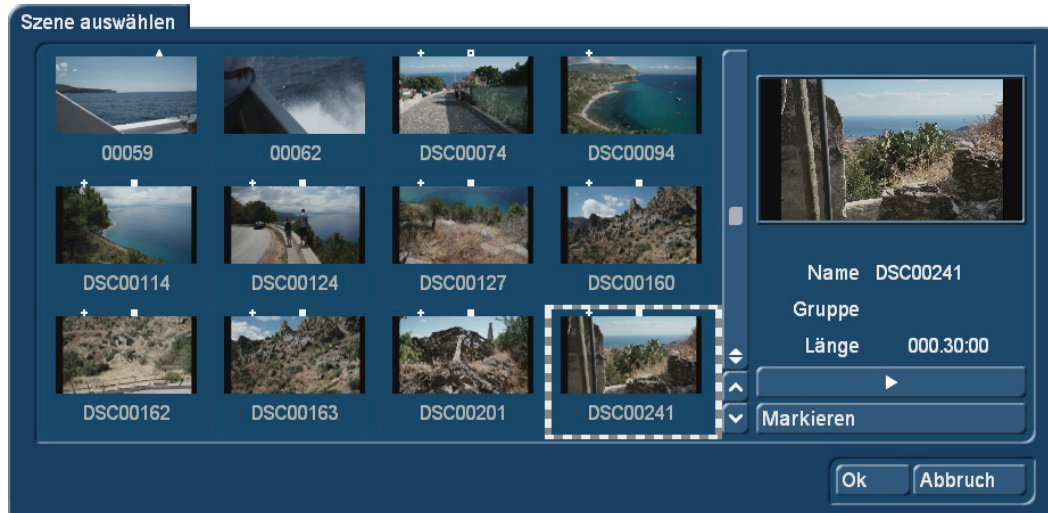 Szene auswählen
00059 00062 DSC00074 DSC00094
DSC00114 DSC00124 DSC00127 DSC00160
DSC00162 DSC00163 DSC00201 DSC00241
Name DSC00241
Gruppe
Länge 000.30:00
Markieren
Ok Abbruch